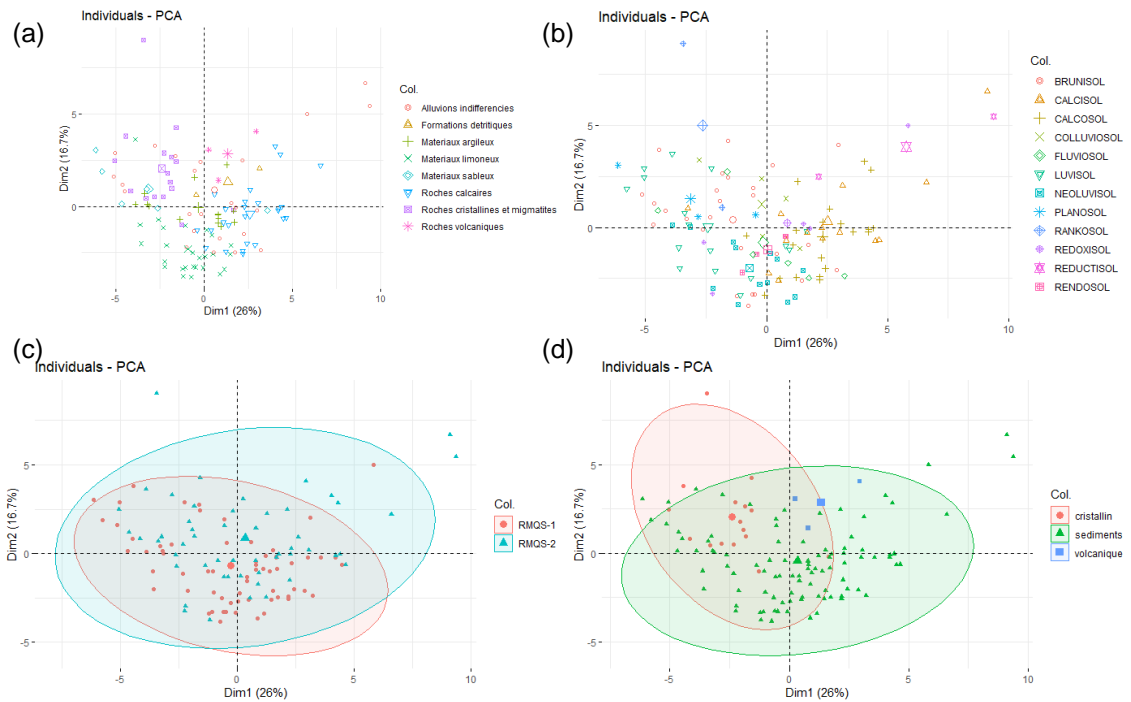 (a)
Individuals - PCA
Dim2 (16.7%)
5
0
-5
0
5
10
Dim1 (26%)
Col.
Alluvions indifferencies
Formations detritiques
Materiaux argileux
Materiaux limoneux
Materiaux sableux
Roches calcaires
Roches cristallines et migmatites
Roches volcaniques
(b)
Individuals - PCA
Dim2 (16.7%)
5
0
-5
0
5
10
Dim1 (26%)
Col.
BRUNISOL
CALCISOL
CALCOSOL
COLLUVIOSOL
FLUVIOSOL
LUVISOL
NEOLUVISOL
PLANOSOL
RANKOSOL
REDOXISOL
REDUCTISOL
RENDOSOL
(c)
Individuals - PCA
Dim2 (16.7%)
5
0
-5
-5
0
5
10
Dim1 (26%)
Col.
RMQS-1
RMQS-2
(d)
Individuals - PCA
Dim2 (16.7%)
5
0
-5
-5
0
5
10
Dim1 (26%)
Col.
cristallin
sediments
volcanique